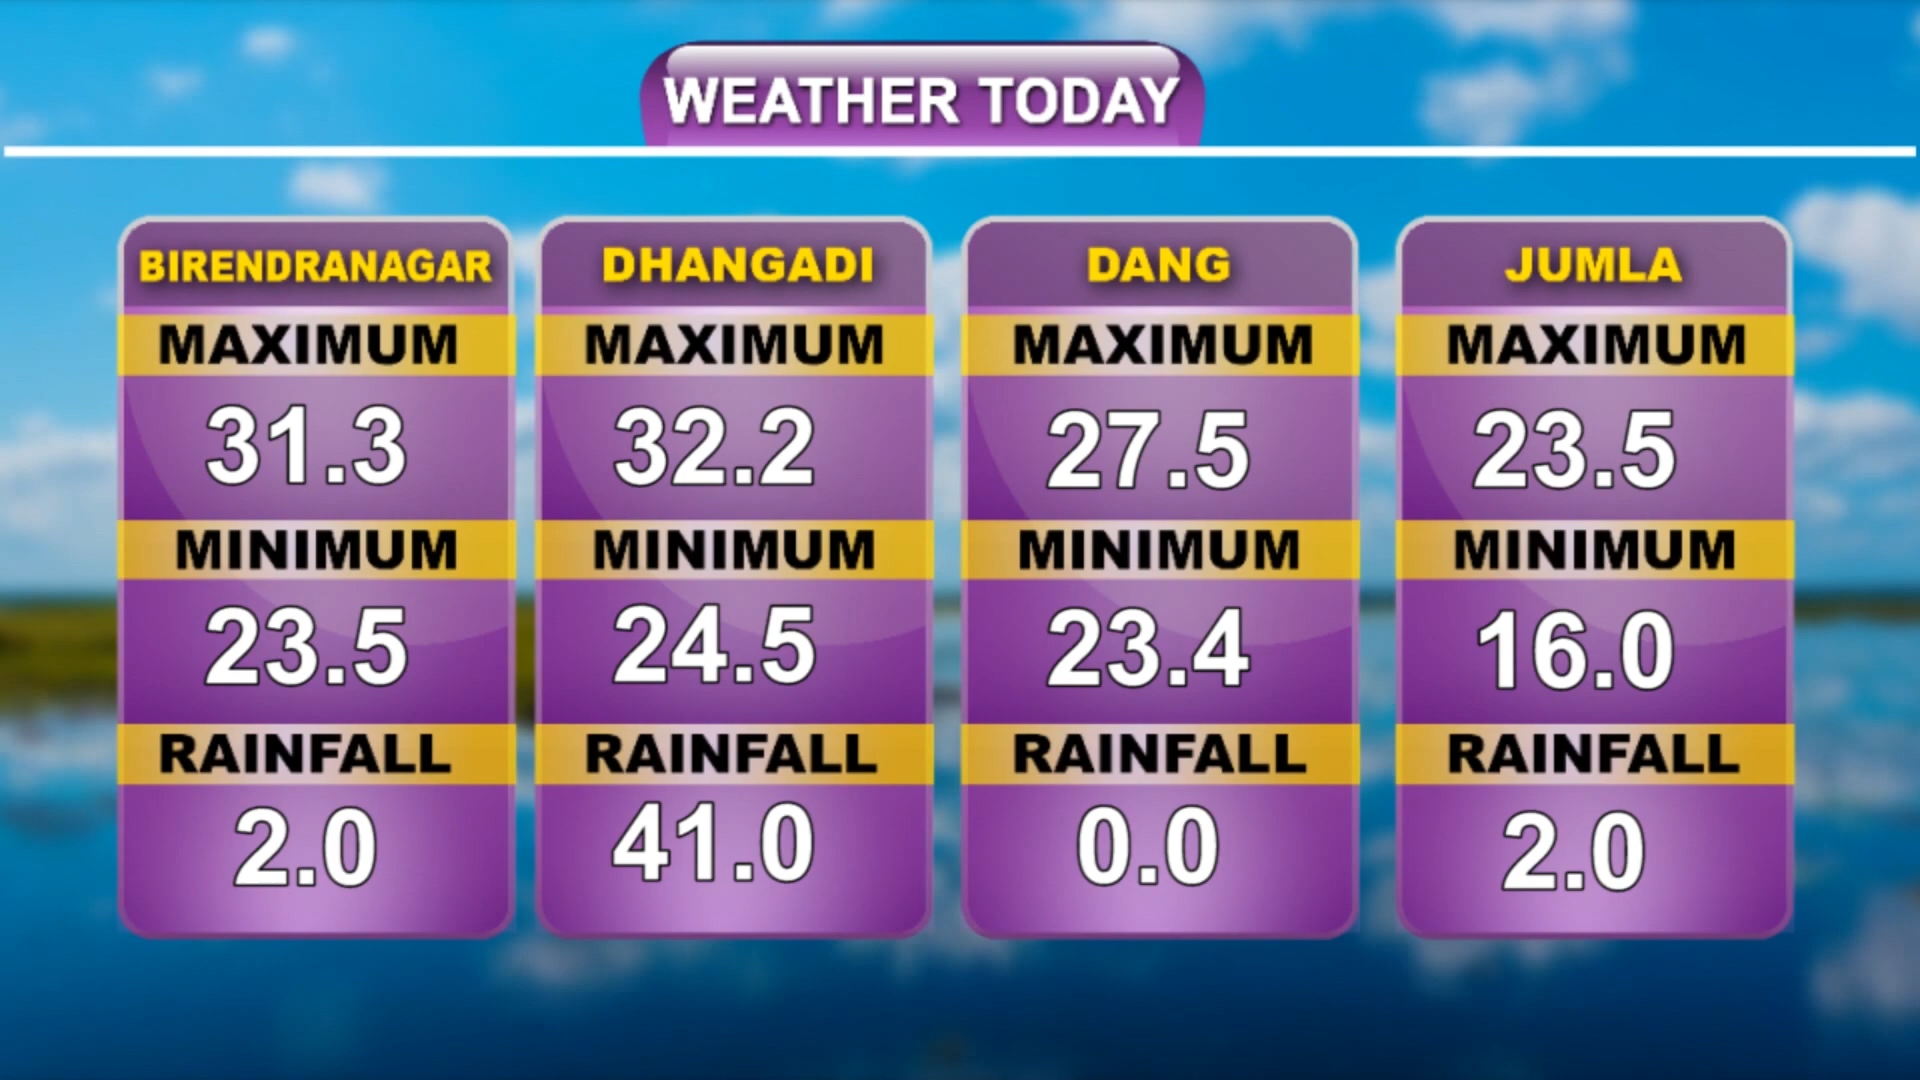 WEATHER TODAY
BIRENDRANAGAR
MAXIMUM
31.3
MINIMUM
23.5
RAINFALL
2.0
DHANGADI
MAXIMUM
32.2
MINIMUM
24.5
RAINFALL
41.0
DANG
MAXIMUM
27.5
MINIMUM
23.4
RAINFALL
0.0
JUMLA
MAXIMUM
23.5
MINIMUM
16.0
RAINFALL
2.0